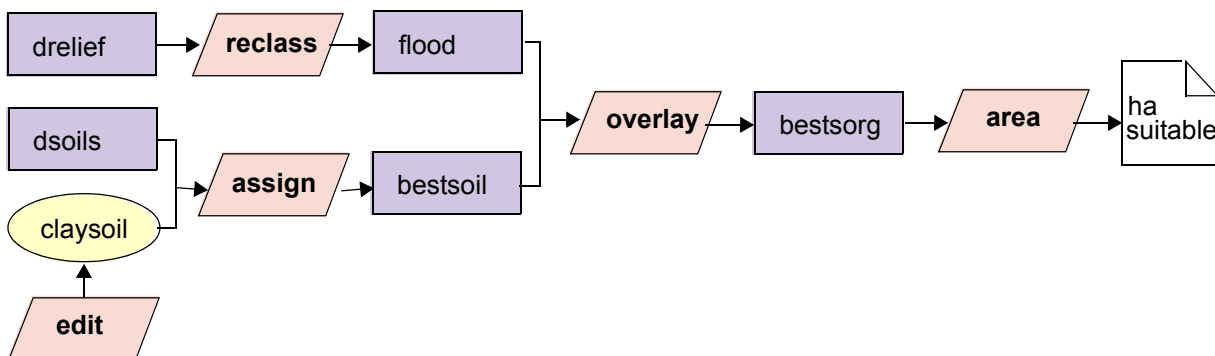 drelief
reclass
flood
dsoils
claysoil
edit
assign
bestsoil
overlay
bestsorg
area
ha
suitable